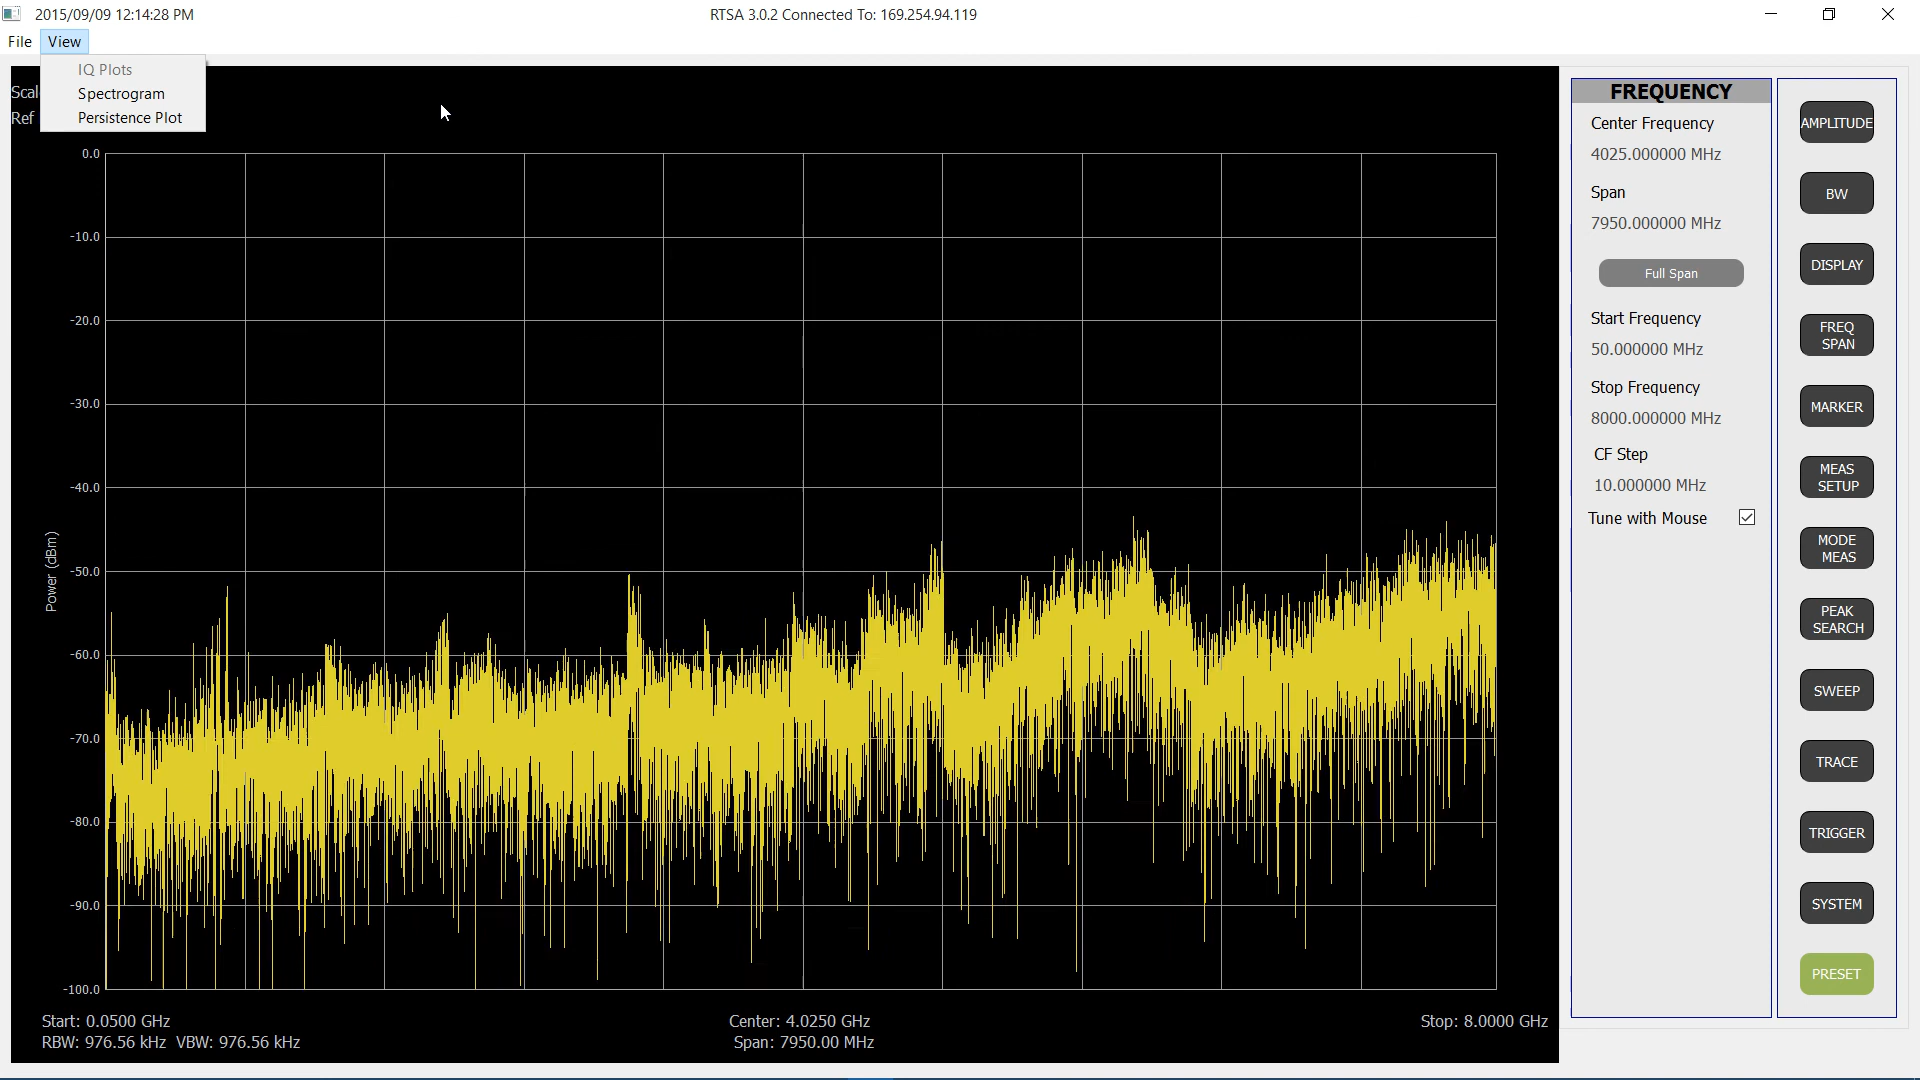 2015/09/09 12:14:28 PM
RTSA 3.0.2 Connected To: 169.254.94.119
File
View
IQ Plots
Spectrogram
Persistence Plot
Scal
Ref
0.0
-10.0
-20.0
-30.0
-40.0
-50.0
-60.0
-70.0
-80.0
-90.0
-100.0
Power (dBm)
Start: 0.0500 GHz
RBW: 976.56 kHz VBW: 976.56 kHz
Center: 4.0250 GHz
Span: 7950.00 MHz
Stop: 8.0000 GHz
FREQUENCY
Center Frequency
4025.000000 MHz
Span
7950.000000 MHz
Full Span
Start Frequency
50.000000 MHz
Stop Frequency
8000.000000 MHz
CF Step
10.000000 MHz
Tune with Mouse
AMPLITUDE
BW
DISPLAY
FREQ
SPAN
MARKER
MEAS
SETUP
MODE
MEAS
PEAK
SEARCH
SWEEP
TRACE
TRIGGER
SYSTEM
PRESET